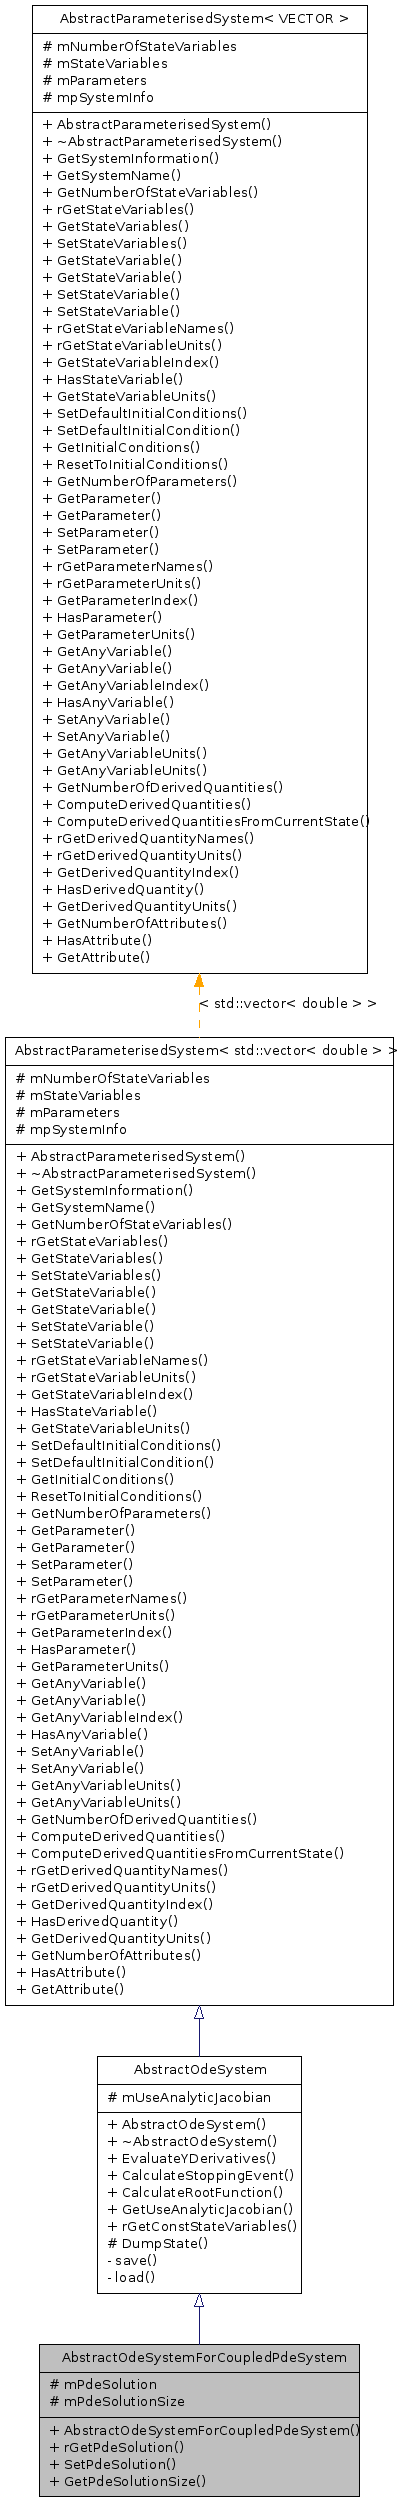 AbstractParameterisedSystem< VECTOR >
# mNumberOfStateVariables
# mStateVariables
# mParameters
# mpSystemInfo
+ AbstractParameterisedSystem()
+ ~AbstractParameterisedSystem()
+ GetSystemInformation()
+ GetSystemName()
+ GetNumberOfStateVariables()
+ rGetStateVariables()
+ GetStateVariables()
+ SetStateVariables()
+ GetStateVariable()
+ GetStateVariable()
+ SetStateVariable()
+ SetStateVariable()
+ rGetStateVariableNames()
+ rGetStateVariableUnits()
+ GetStateVariableIndex()
+ HasStateVariable()
+ GetStateVariableUnits()
+ SetDefaultInitialConditions()
+ SetDefaultInitialCondition()
+ GetInitialConditions()
+ ResetToInitialConditions()
+ GetNumberOfParameters()
+ GetParameter()
+ GetParameter()
+ SetParameter()
+ SetParameter()
+ rGetParameterNames()
+ rGetParameterUnits()
+ GetParameterIndex()
+ HasParameter()
+ GetParameterUnits()
+ GetAnyVariable()
+ GetAnyVariable()
+ GetAnyVariableIndex()
+ HasAnyVariable()
+ SetAnyVariable()
+ SetAnyVariable()
+ GetAnyVariableUnits()
+ GetAnyVariableUnits()
+ GetNumberOfDerivedQuantities()
+ ComputeDerivedQuantities()
+ ComputeDerivedQuantitiesFromCurrentState()
+ rGetDerivedQuantityNames()
+ rGetDerivedQuantityUnits()
+ GetDerivedQuantityIndex()
+ HasDerivedQuantity()
+ GetDerivedQuantityUnits()
+ GetNumberOfAttributes()
+ HasAttribute()
+ GetAttribute()
< std::vector< double > >
AbstractParameterisedSystem< std::vector< double > >
# mNumberOfStateVariables
# mStateVariables
# mParameters
# mpSystemInfo
+ AbstractParameterisedSystem()
+ ~AbstractParameterisedSystem()
+ GetSystemInformation()
+ GetSystemName()
+ GetNumberOfStateVariables()
+ rGetStateVariables()
+ GetStateVariables()
+ SetStateVariables()
+ GetStateVariable()
+ GetStateVariable()
+ SetStateVariable()
+ SetStateVariable()
+ rGetStateVariableNames()
+ rGetStateVariableUnits()
+ GetStateVariableIndex()
+ HasStateVariable()
+ GetStateVariableUnits()
+ SetDefaultInitialConditions()
+ SetDefaultInitialCondition()
+ GetInitialConditions()
+ ResetToInitialConditions()
+ GetNumberOfParameters()
+ GetParameter()
+ GetParameter()
+ SetParameter()
+ SetParameter()
+ rGetParameterNames()
+ rGetParameterUnits()
+ GetParameterIndex()
+ HasParameter()
+ GetParameterUnits()
+ GetAnyVariable()
+ GetAnyVariable()
+ GetAnyVariableIndex()
+ HasAnyVariable()
+ SetAnyVariable()
+ SetAnyVariable()
+ GetAnyVariableUnits()
+ GetAnyVariableUnits()
+ GetNumberOfDerivedQuantities()
+ ComputeDerivedQuantities()
+ ComputeDerivedQuantitiesFromCurrentState()
+ rGetDerivedQuantityNames()
+ rGetDerivedQuantityUnits()
+ GetDerivedQuantityIndex()
+ HasDerivedQuantity()
+ GetDerivedQuantityUnits()
+ GetNumberOfAttributes()
+ HasAttribute()
+ GetAttribute()
AbstractOdeSystem
# mUseAnalyticJacobian
+ AbstractOdeSystem()
+ ~AbstractOdeSystem()
+ EvaluateYDerivatives()
+ CalculateStoppingEvent()
+ CalculateRootFunction()
+ GetUseAnalyticJacobian()
+ rGetConstStateVariables()
# DumpState()
- save()
- load()
AbstractOdeSystemForCoupledPdeSystem
# mPdeSolution
# mPdeSolutionSize
+ AbstractOdeSystemForCoupledPdeSystem()
+ rGetPdeSolution()
+ SetPdeSolution()
+ GetPdeSolutionSize()